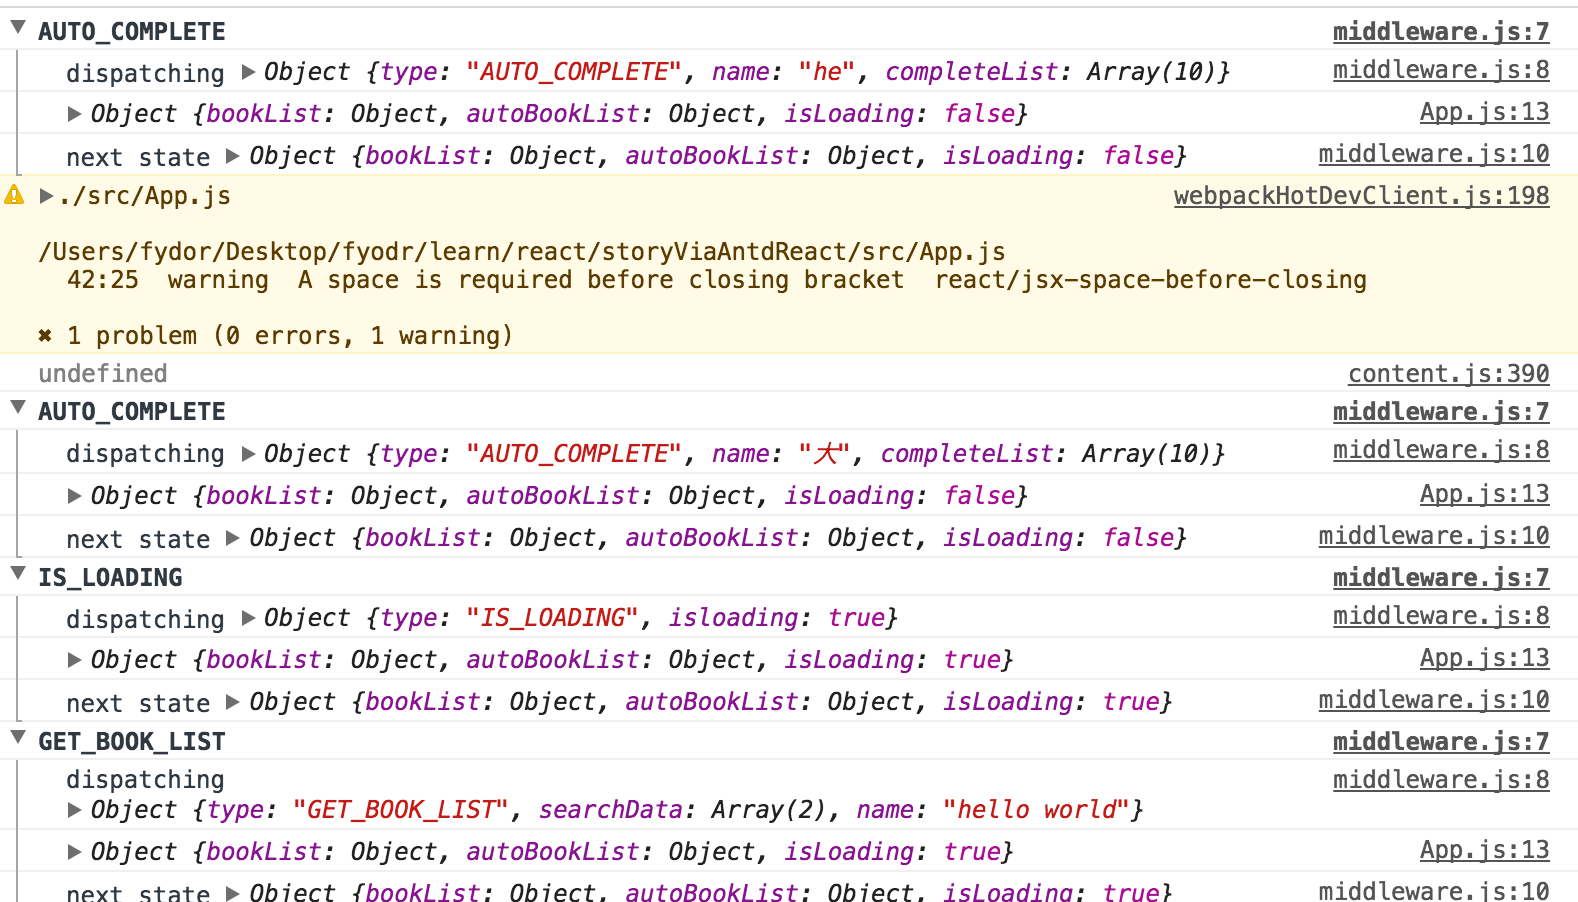 AUTO_COMPLETE middleware.js:7
dispatching ▶ Object {type: "AUTO_COMPLETE", name: "he", completeList: Array(10)} middleware.js:8
▶ Object {bookList: Object, autoBookList: Object, isLoading: false} App.js:13
next state ▶ Object {bookList: Object, autoBookList: Object, isLoading: false} middleware.js:10
▶ ./src/App.js webpackHotDevClient.js:198
/Users/fydor/Desktop/fyodr/learn/react/storyViaAntdReact/src/App.js
42:25 warning A space is required before closing bracket react/jsx-space-before-closing
✖ 1 problem (0 errors, 1 warning)
undefined content.js:390
AUTO_COMPLETE middleware.js:7
dispatching ▶ Object {type: "AUTO_COMPLETE", name: "大", completeList: Array(10)} middleware.js:8
▶ Object {bookList: Object, autoBookList: Object, isLoading: false} App.js:13
next state ▶ Object {bookList: Object, autoBookList: Object, isLoading: false} middleware.js:10
IS_LOADING middleware.js:7
dispatching ▶ Object {type: "IS_LOADING", isloading: true} middleware.js:8
▶ Object {bookList: Object, autoBookList: Object, isLoading: true} App.js:13
next state ▶ Object {bookList: Object, autoBookList: Object, isLoading: true} middleware.js:10
GET_BOOK_LIST middleware.js:7
dispatching middleware.js:8
▶ Object {type: "GET_BOOK_LIST", searchData: Array(2), name: "hello world"}
▶ Object {bookList: Object, autoBookList: Object, isLoading: true} App.js:13
next state ▶ Object {bookList: Object, autoBookList: Object, isLoading: true} middleware.js:10